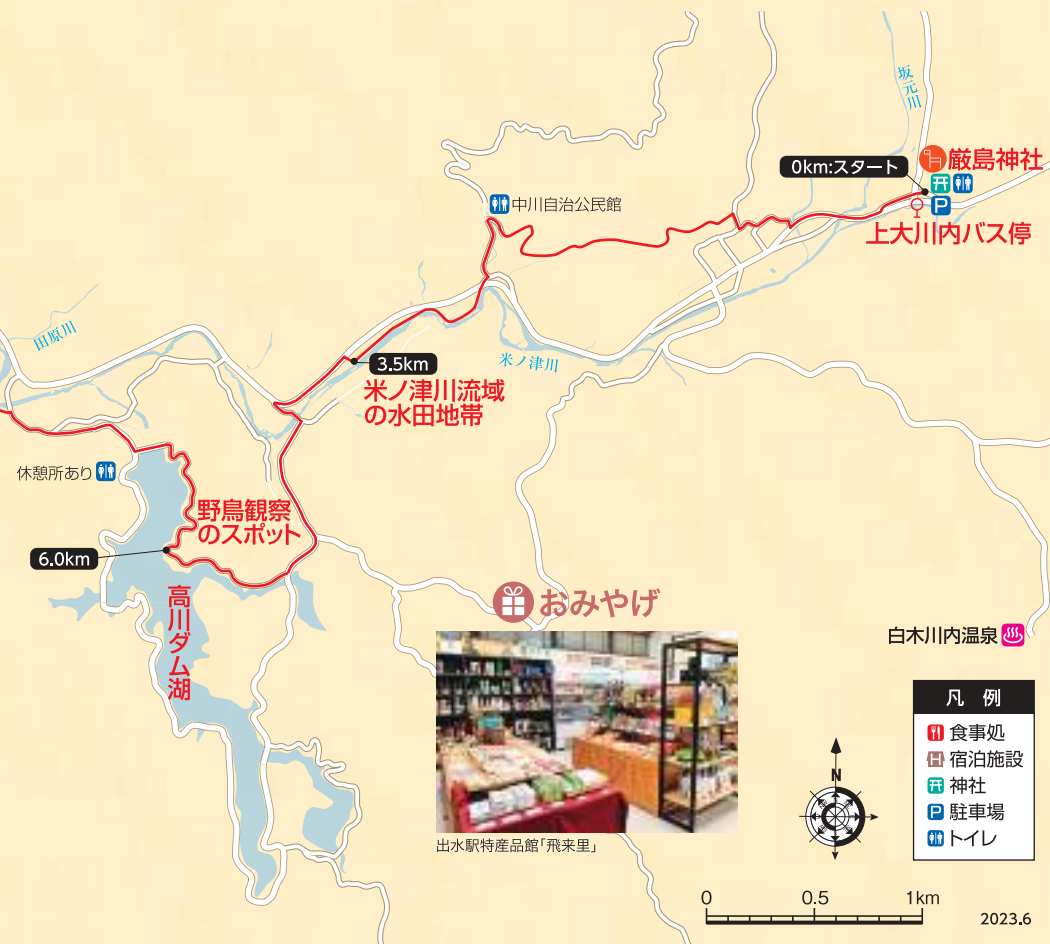 坂元川
0km:スタート
厳島神社
P
上大川内バス停
中川自治公民館
田原川
米ノ津川
3.5km
米ノ津川流域
の水田地帯
休憩所あり
野鳥観察
のスポット
6.0km
高川ダム湖
おみやげ
出水駅特産品館「飛来里」
白木川内温泉
凡 例
食事処
H 宿泊施設
神社
P 駐車場
トイレ
N
0 0.5 1km
2023.6